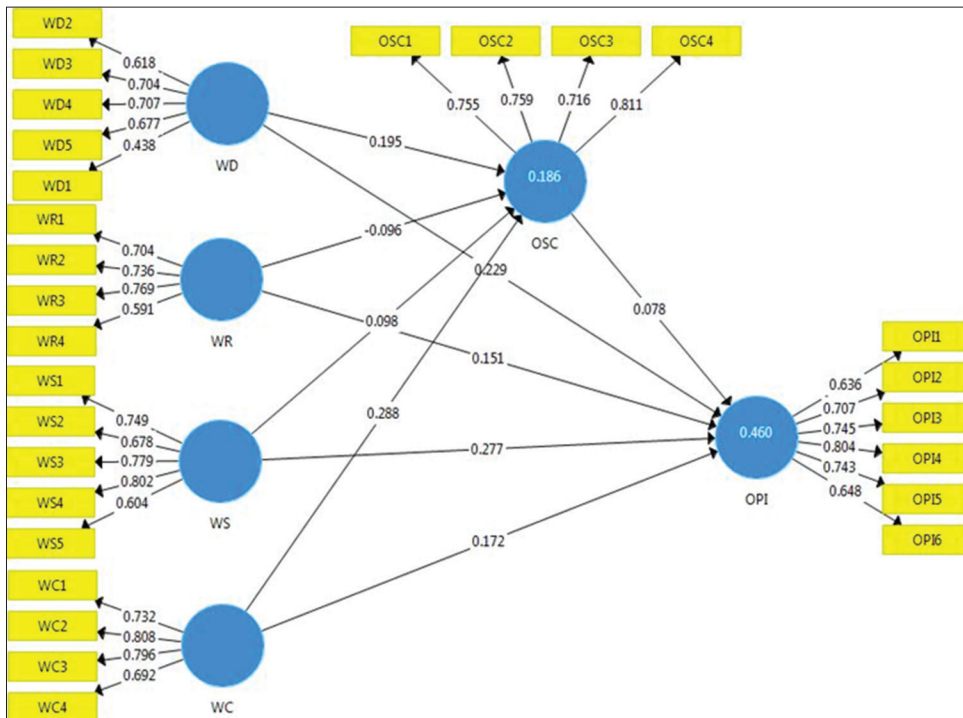 WD2
WD3
WD4
WD5
WD1
0.618
0.704
0.707
0.677
0.438
WD
WR1
WR2
WR3
WR4
0.704
0.736
0.769
0.591
WR
WS1
WS2
WS3
WS4
WS5
0.749
0.678
0.779
0.802
0.604
WS
WC1
WC2
WC3
WC4
0.732
0.808
0.796
0.692
WC
OSC1
OSC2
OSC3
OSC4
0.755
0.759
0.716
0.811
0.186
OSC
0.195
-0.096
0.229
0.098
0.151
0.288
0.277
0.172
0.078
0.460
OPI
0.636
0.707
0.745
0.804
0.743
0.648
OPI1
OPI2
OPI3
OPI4
OPI5
OPI6